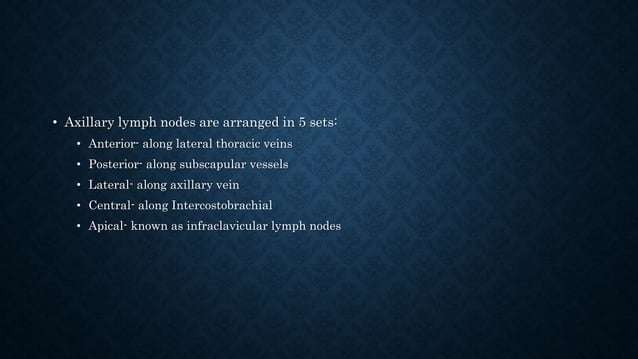 • Axillary lymph nodes are arranged in 5 sets:
• Anterior- along lateral thoracic veins
• Posterior- along subscapular vessels
• Lateral- along axillary vein
• Central- along Intercostobrachial
• Apical- known as infraclavicular lymph nodes